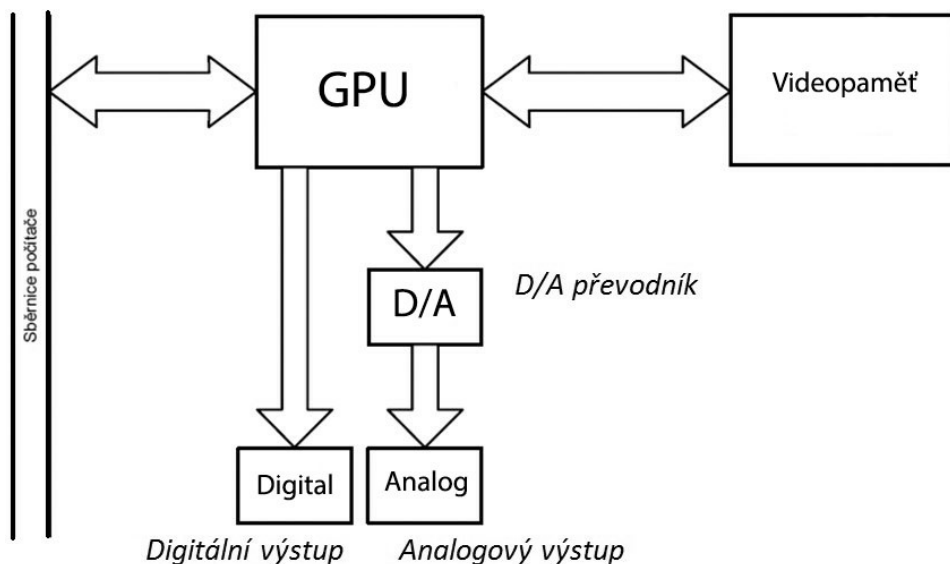 GPU
Videopaměť
Sběrnice počítače
D/A
D/A převodník
Digital
Analog
Digitální výstup
Analogový výstup